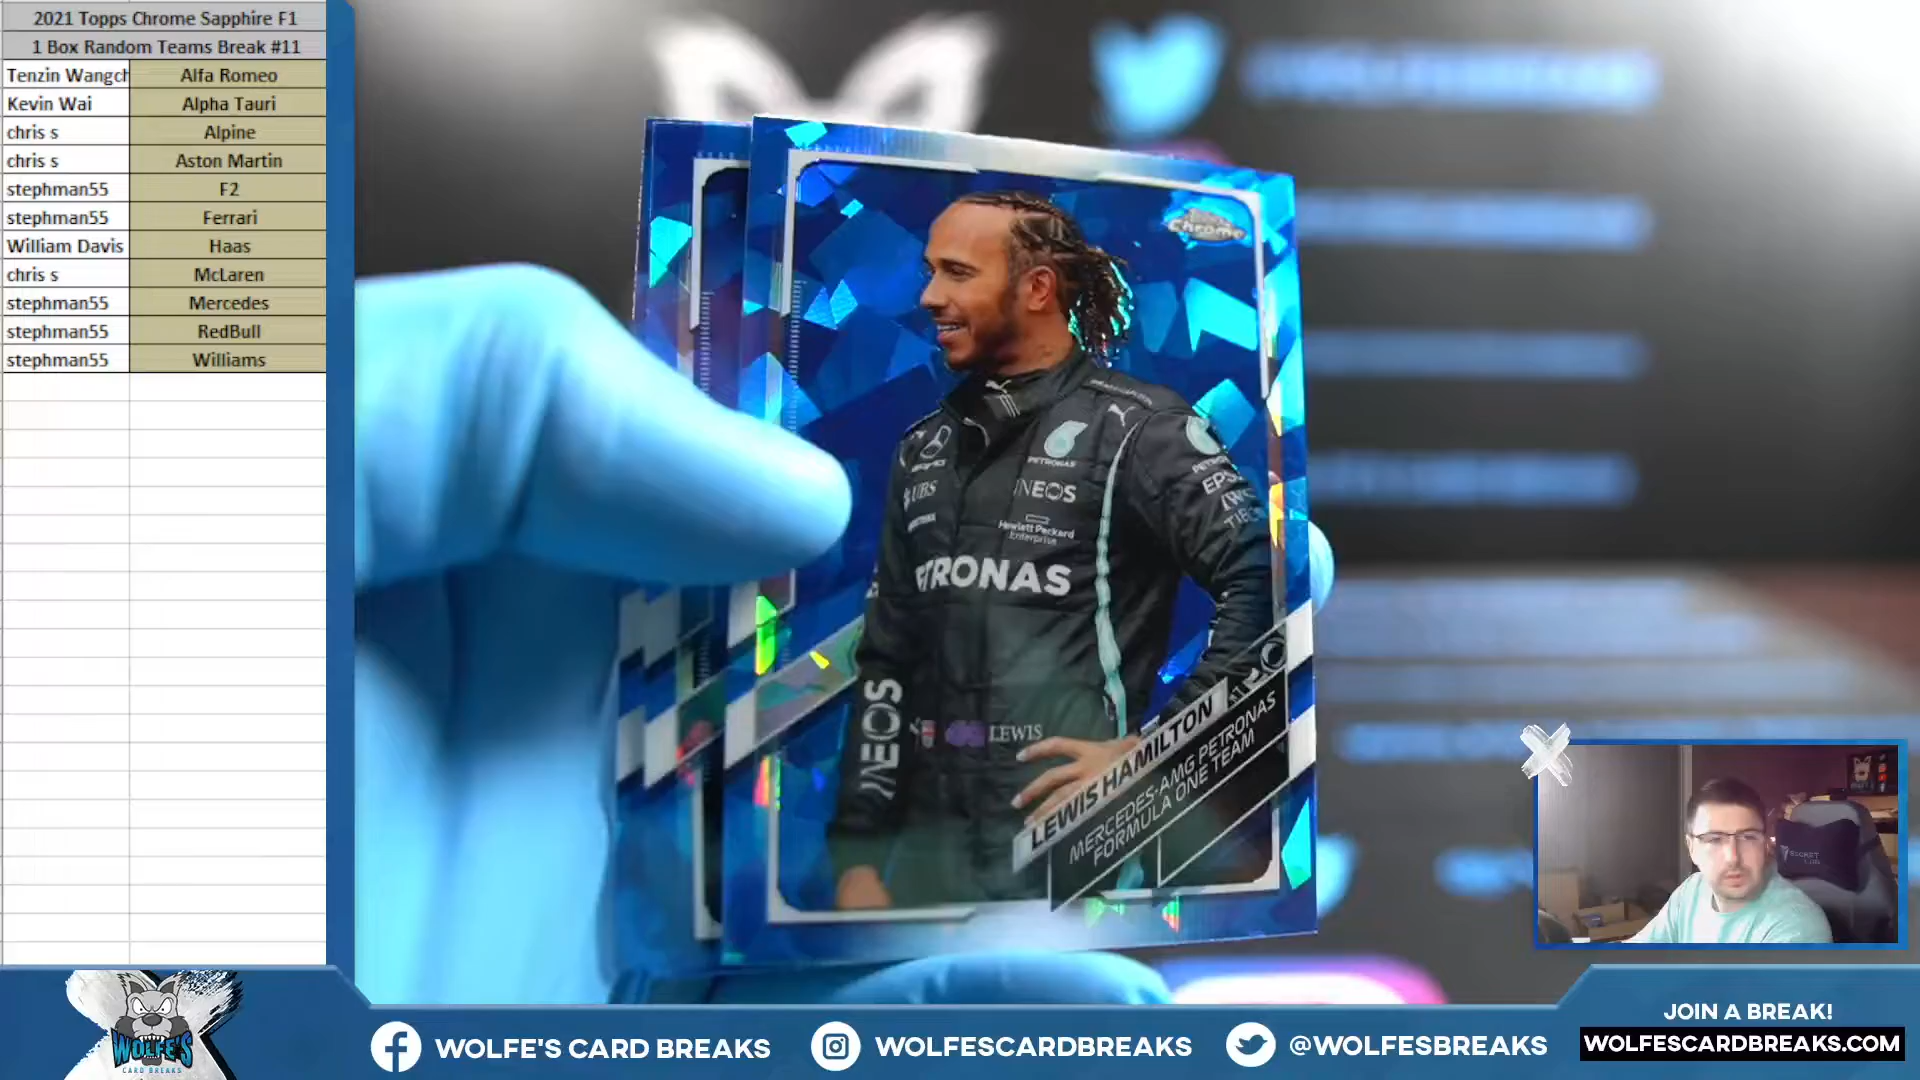 2021 Topps Chrome Sapphire F1
1 Box Random Teams Break #11
Tenzin Wangch Alfa Romeo
Kevin Wai Alpha Tauri
chris s Alpine
chris s Aston Martin
stephman55 F2
stephman55 Ferrari
William Davis Haas
chris s McLaren
stephman55 Mercedes
stephman55 RedBull
stephman55 Williams
Chrome
PETRONAS
UBS
INEOS
Hewlett Packard
Enterprise
ETRONAS
INEOS
LEWIS
LEWIS HAMILTON
MERCEDES-AMG PETRONAS
FORMULA ONE TEAM
WOLFE'S
CARD BREAKS
WOLFE'S CARD BREAKS
WOLFESCARDBREAKS
@WOLFESBREAKS
JOIN A BREAK!
WOLFESCARDBREAKS.COM